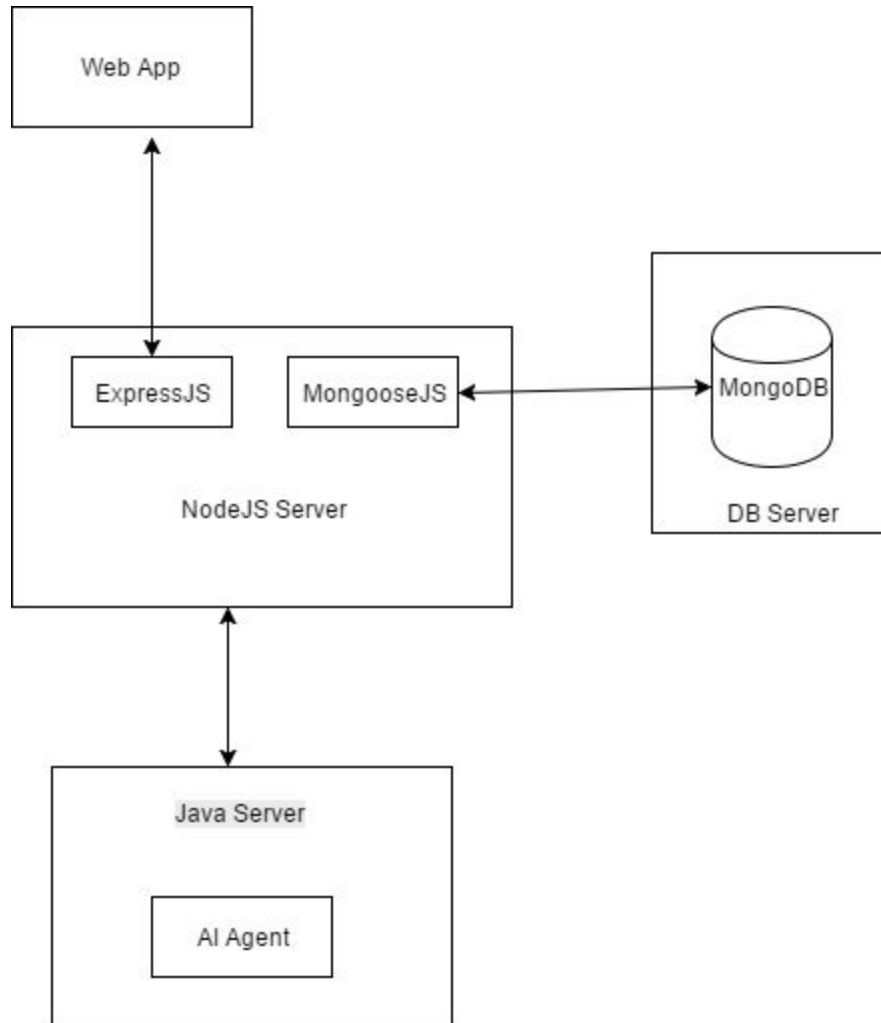 Web App
ExpressJS
MongooseJS
MongoDB
NodeJS Server
DB Server
Java Server
AI Agent